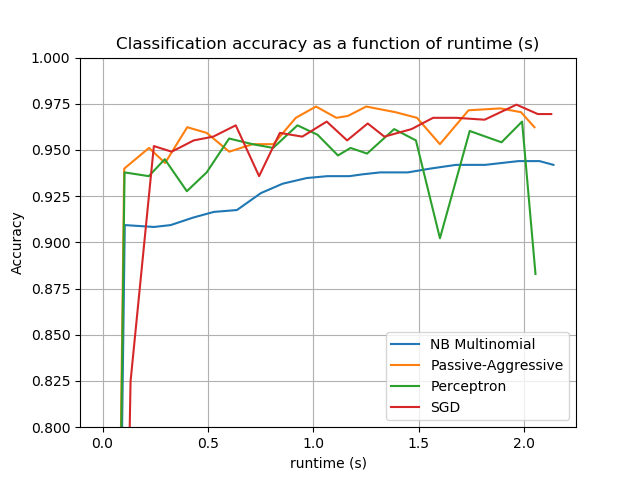 Classification accuracy as a function of runtime (s)
1.000
0.975
0.950
0.925
0.900
0.875
0.850
0.825
0.800
Accuracy
NB Multinomial
Passive-Aggressive
Perceptron
SGD
0.0 0.5 1.0 1.5 2.0
runtime (s)